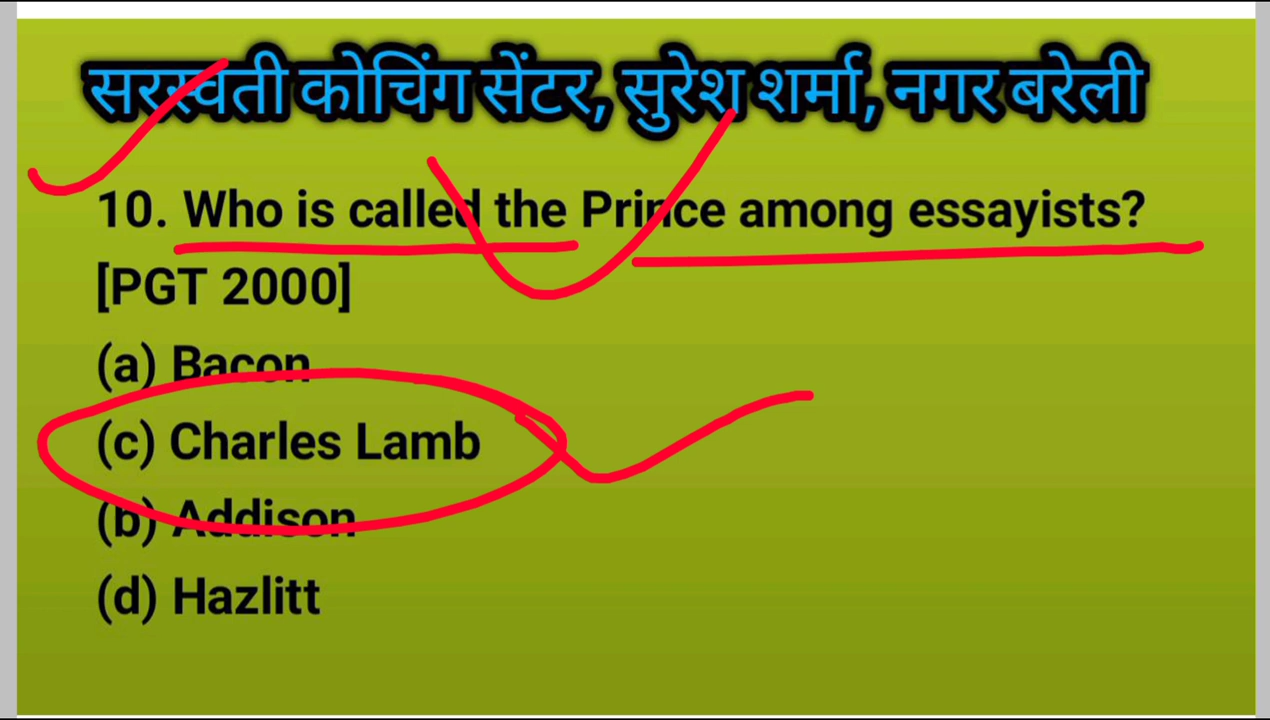 सरस्वती कोचिंग सेंटर, सुरेश शर्मा, नगर बरेली
10. Who is called the Prince among essayists?
[PGT 2000]
(a) Bacon
(c) Charles Lamb
(b) Addison
(d) Hazlitt